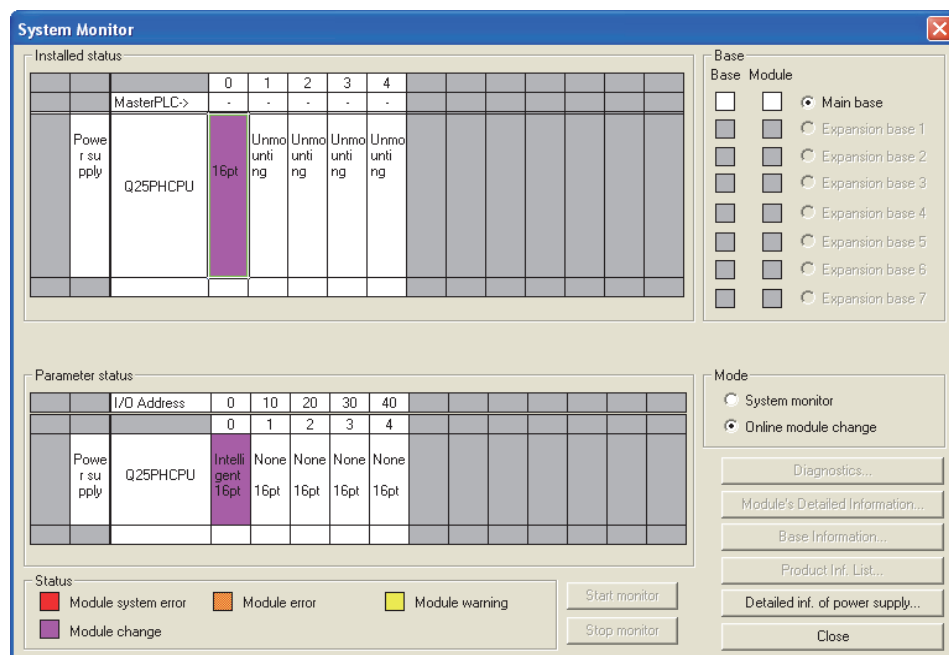 System Monitor
Installed status
0 1 2 3 4
MasterPLC-> - - - - -
Powe
r su
pply
Q25PHCPU
16pt
Unmo
unti
ng
Unmo
unti
ng
Unmo
unti
ng
Unmo
unti
ng
Base
Base Module
Main base
Expansion base 1
Expansion base 2
Expansion base 3
Expansion base 4
Expansion base 5
Expansion base 6
Expansion base 7
Parameter status
I/O Address 0 10 20 30 40
0 1 2 3 4
Powe
r su
pply
Q25PHCPU
Intelli
gent
16pt
None
16pt
None
16pt
None
16pt
None
16pt
Mode
System monitor
Online module change
Diagnostics...
Module's Detailed Information...
Base Information...
Product Inf. List...
Detailed inf. of power supply...
Close
Status
Module system error
Module error
Module warning
Module change
Start monitor
Stop monitor